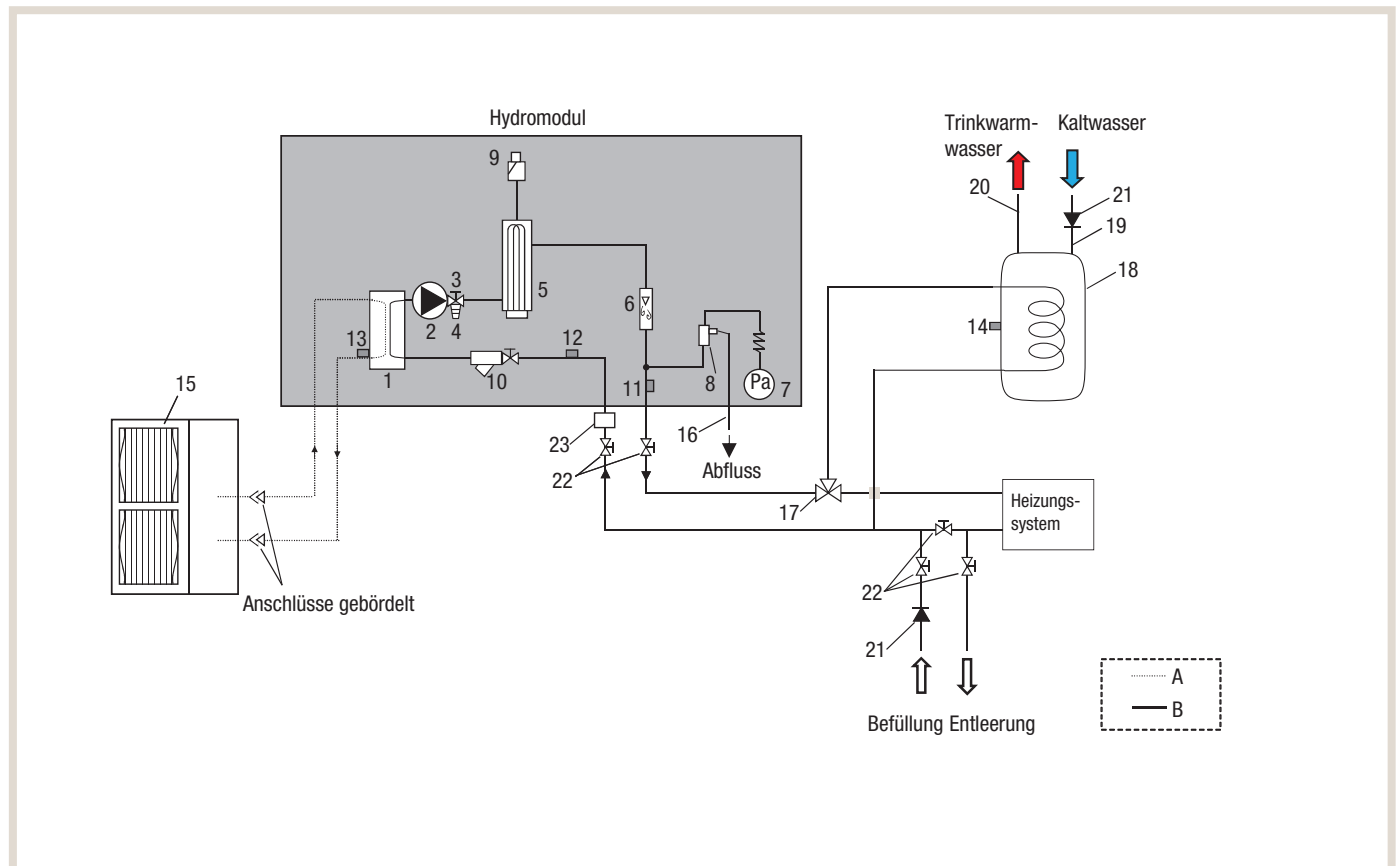 Hydromodul
Trinkwarm-
wasser
Kaltwasser
9
20
21
19
3
5
18
6
2
4
14
13
12
1
10
11
8
Pa
7
15
23
16
22
Abfluss
17
Heizungs-
system
Anschlüsse gebördelt
22
21
A
B
Befüllung Entleerung